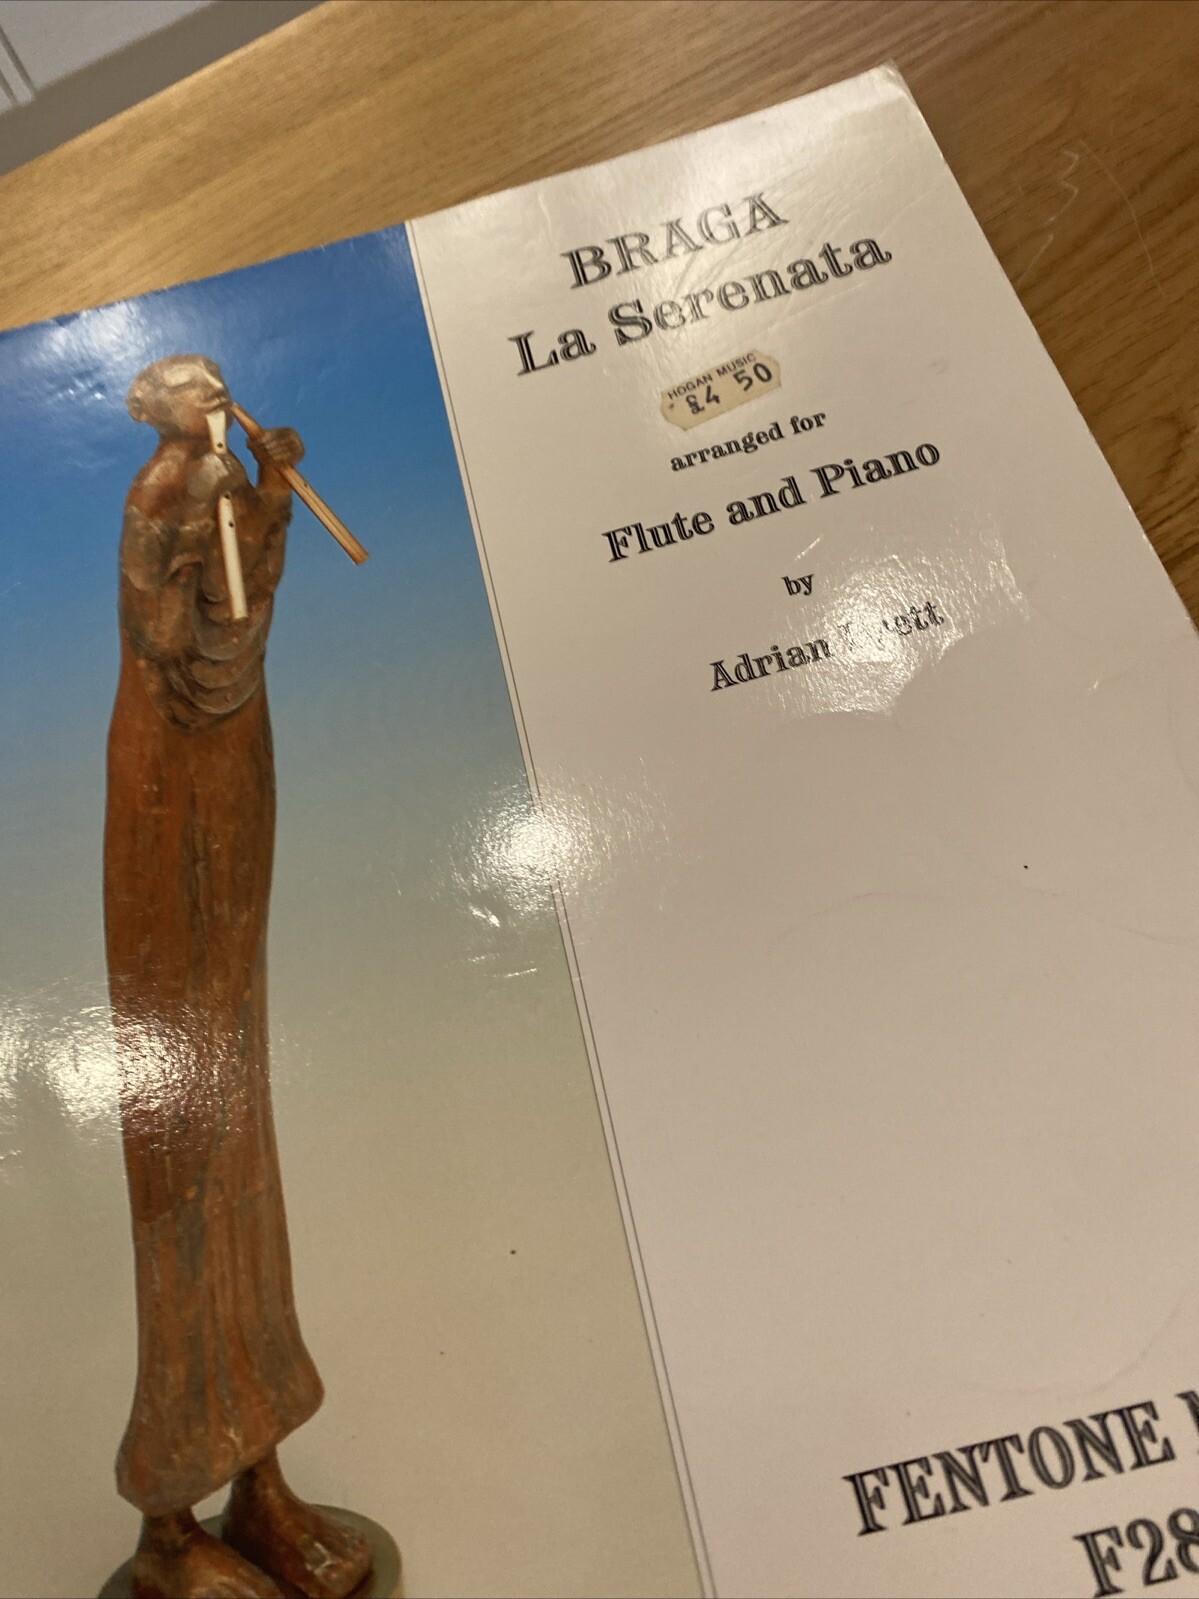 BRAGA
La Serenata
HOGAN MUSIC
£4 50
arranged for
Flute and Piano
by
Adrian
FENTONE
F28